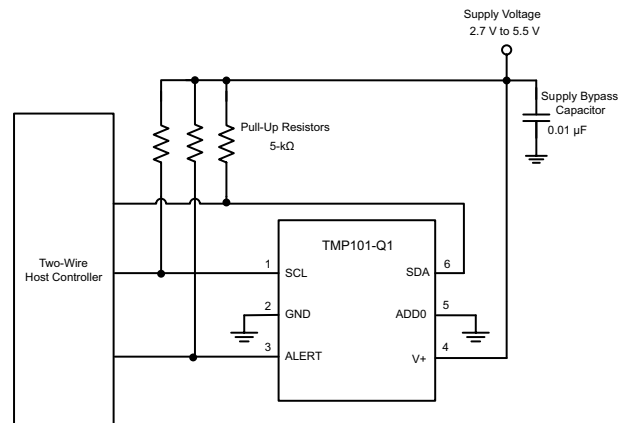 Supply Voltage
2.7 V to 5.5 V
Supply Bypass
Capacitor
0.01 µF
Pull-Up Resistors
5-kΩ
Two-Wire
Host Controller
TMP101-Q1
1
SCL
SDA
6
2
GND
ADD0
5
3
ALERT
V+
4